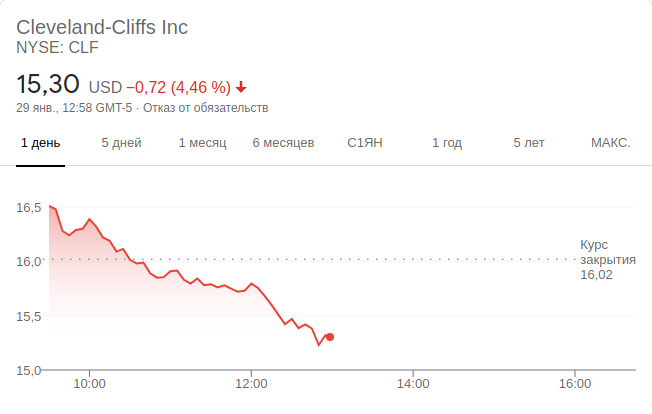 Cleveland-Cliffs Inc
NYSE: CLF
15,30 USD −0,72 (4,46 %)
29 янв., 12:58 GMT-5 · Отказ от обязательств
1 день 5 дней 1 месяц 6 месяцев С1ЯН 1 год 5 лет МАКС.
16,5
16,0
15,5
15,0
Курс
закрытия
16,02
10:00 12:00 14:00 16:00